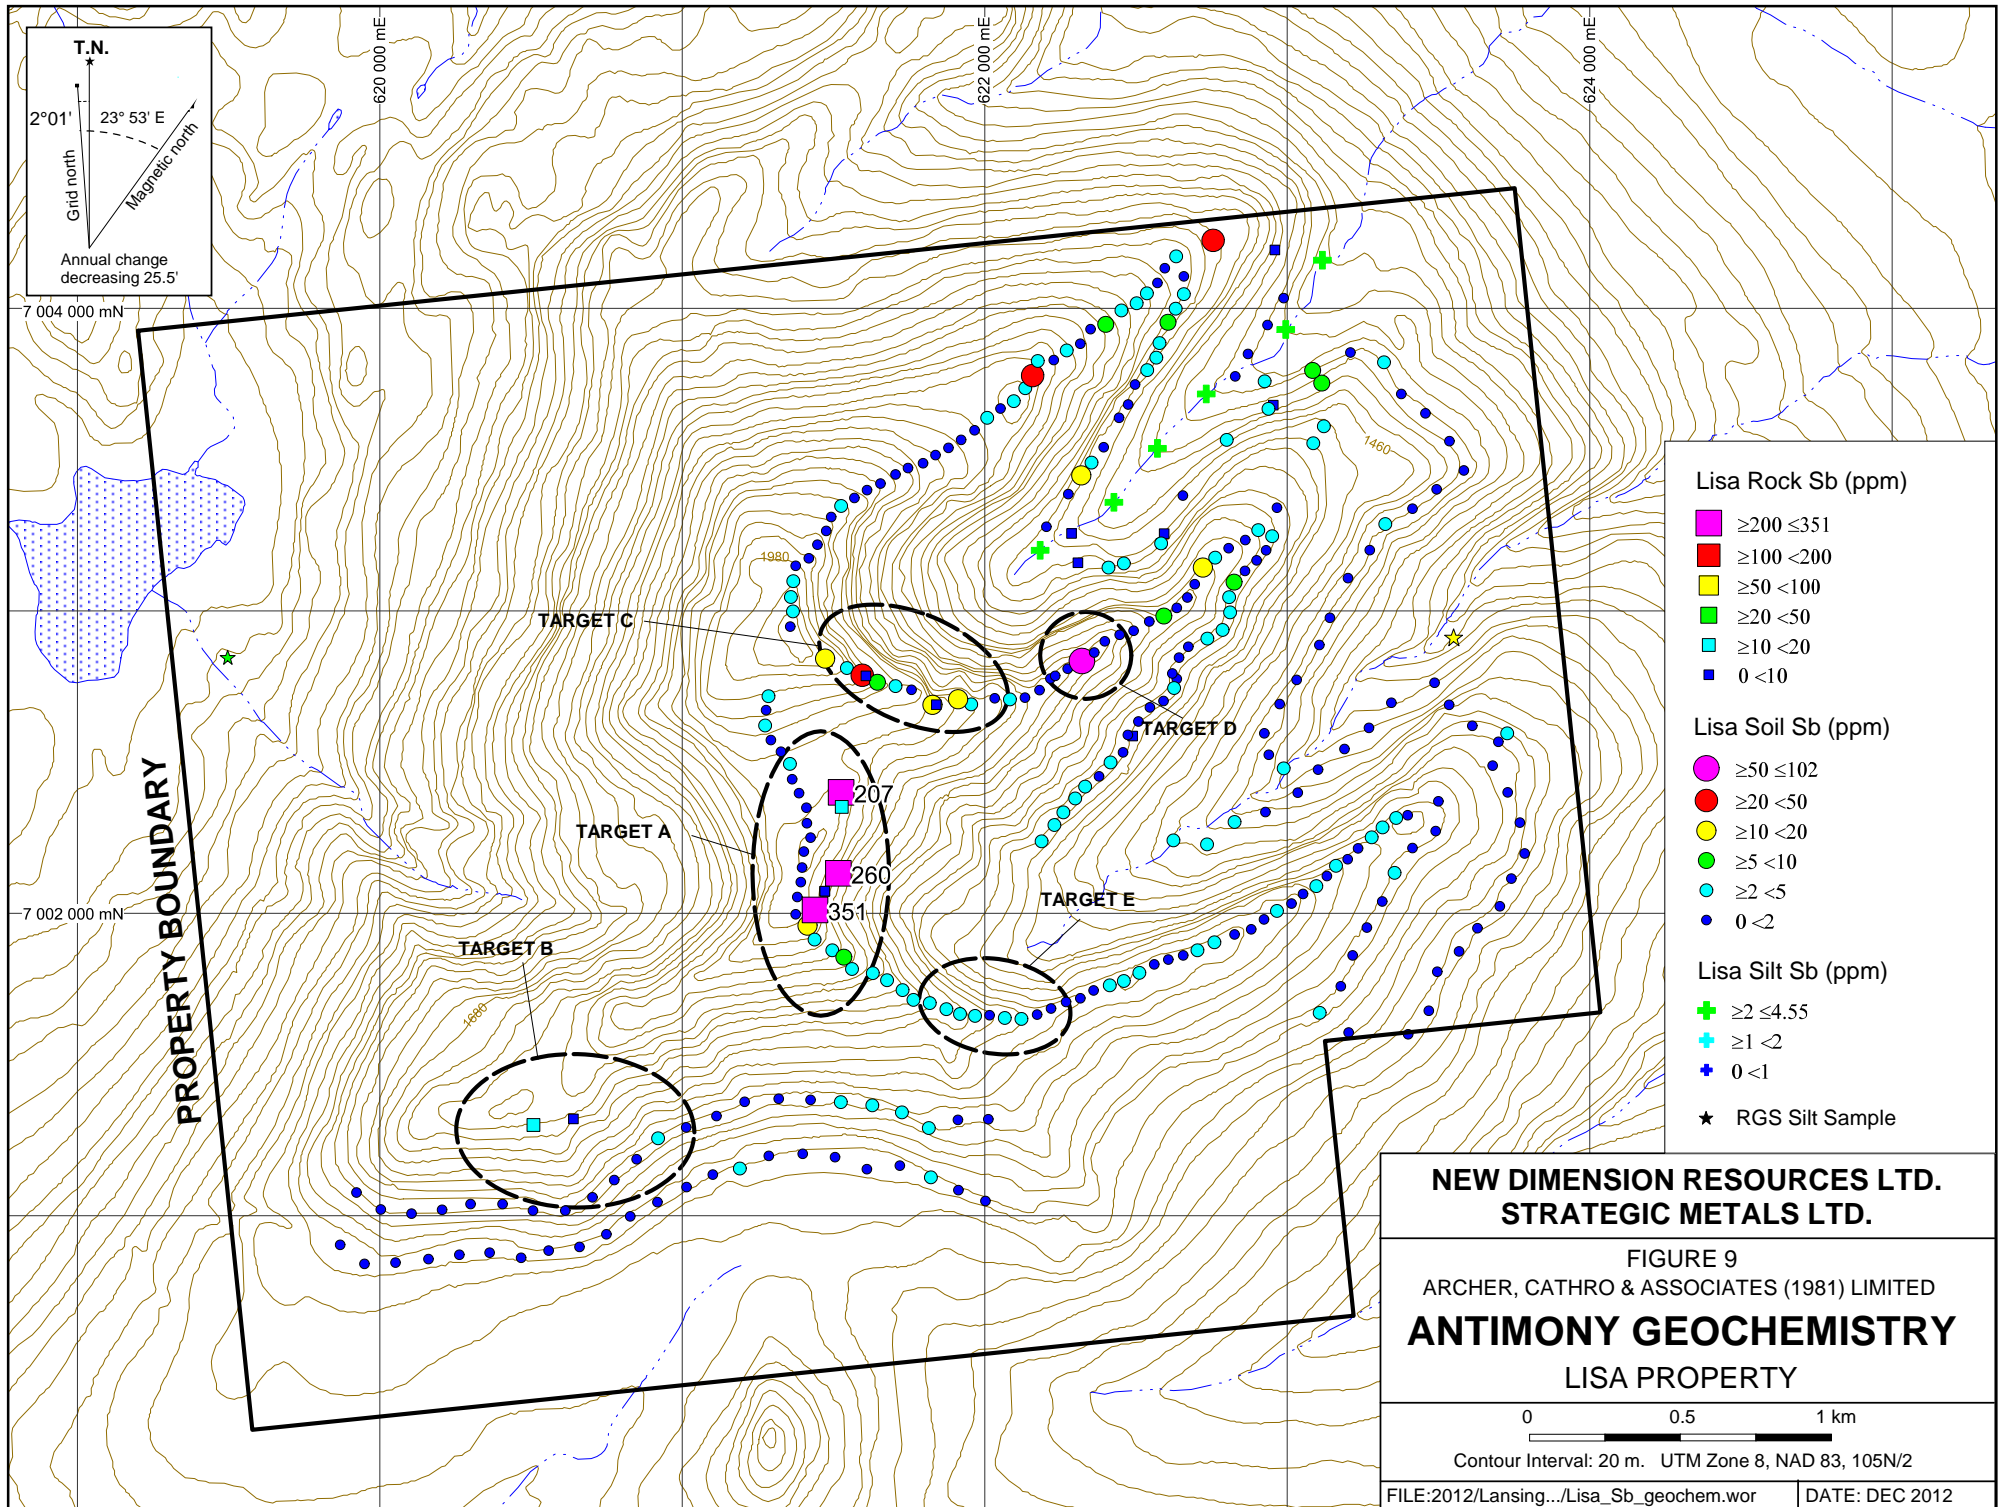 T.N.
2°01'
23° 53' E
Grid north
Magnetic north
Annual change
decreasing 25.5'
620 000 mE
622 000 mE
624 000 mE
7 004 000 mN
7 002 000 mN
1460
1980
1680
PROPERTY BOUNDARY
TARGET C
TARGET D
TARGET A
TARGET E
TARGET B
207
260
351
Lisa Rock Sb (ppm)
≥200 ≤351
≥100 <200
≥50 <100
≥20 <50
≥10 <20
0 <10
Lisa Soil Sb (ppm)
≥50 ≤102
≥20 <50
≥10 <20
≥5 <10
≥2 <5
0 <2
Lisa Silt Sb (ppm)
≥2 ≤4.55
≥1 <2
0 <1
RGS Silt Sample
NEW DIMENSION RESOURCES LTD.
STRATEGIC METALS LTD.
FIGURE 9
ARCHER, CATHRO & ASSOCIATES (1981) LIMITED
ANTIMONY GEOCHEMISTRY
LISA PROPERTY
0 0.5 1 km
Contour Interval: 20 m. UTM Zone 8, NAD 83, 105N/2
FILE:2012/Lansing.../Lisa_Sb_geochem.wor
DATE: DEC 2012